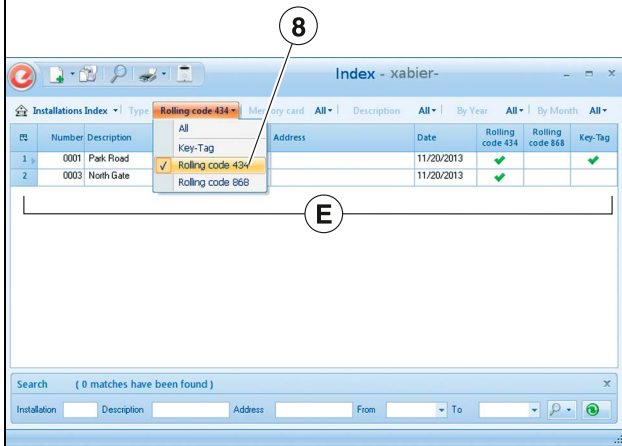 8
Index - xabier-
Installations Index Type Rolling code 434 Memory card All Description All By Year All By Month All
Number Description Address Date Rolling code 434 Rolling code 868 Key-Tag
All
Key-Tag
Rolling code 434
Rolling code 868
1 0001 Park Road 11/20/2013
2 0003 North Gate 11/20/2013
E
Search ( 0 matches have been found )
Installation Description Address From To